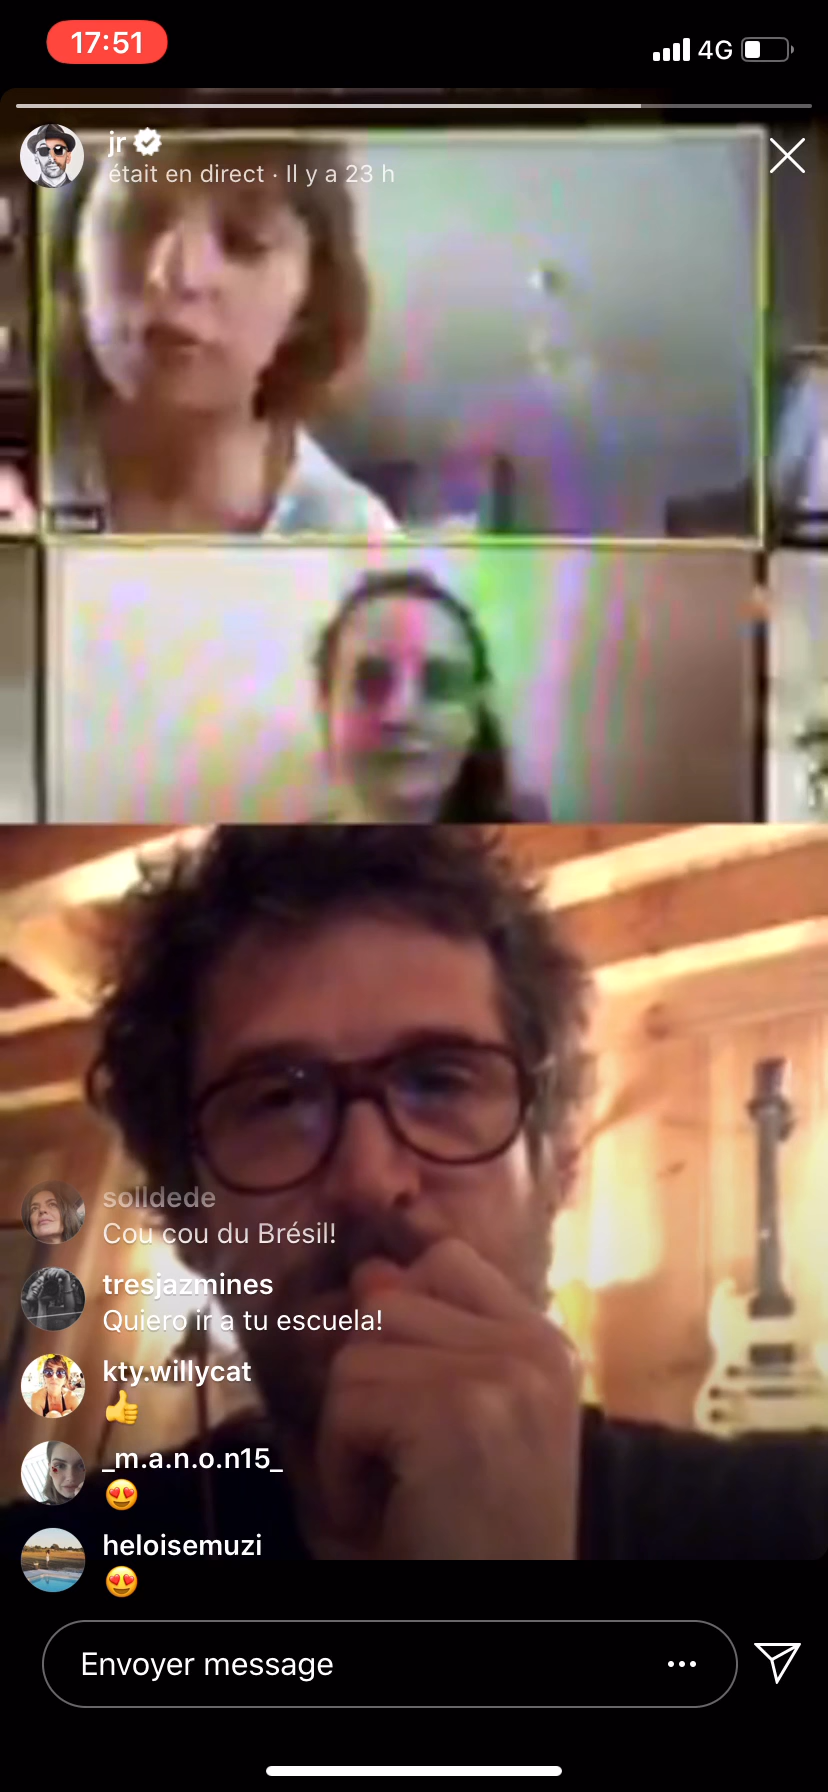 17:51
4G
jr
était en direct · Il y a 23 h
solldede
Cou cou du Brésil!
tresjazmines
Quiero ir a tu escuela!
kty.willycat
👍
_m.a.n.o.n15_
😍
heloisemuzi
😍
Envoyer message